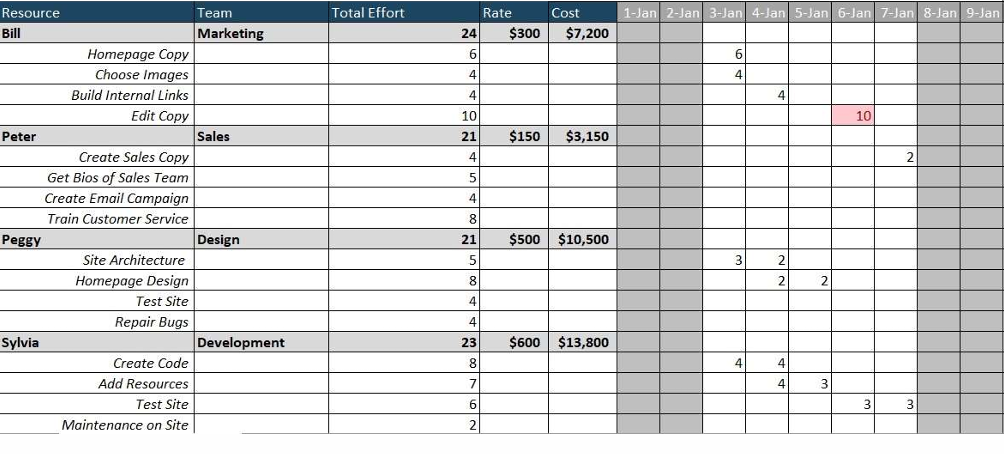 Resource Team Total Effort Rate Cost 1-Jan 2-Jan 3-Jan 4-Jan 5-Jan 6-Jan 7-Jan 8-Jan 9-Jan
Bill Marketing 24 $300 $7,200
Homepage Copy 6 6
Choose Images 4 4
Build Internal Links 4 4
Edit Copy 10 10
Peter Sales 21 $150 $3,150
Create Sales Copy 4 2
Get Bios of Sales Team 5
Create Email Campaign 4
Train Customer Service 8
Peggy Design 21 $500 $10,500
Site Architecture 5 3 2
Homepage Design 8 2 2
Test Site 4
Repair Bugs 4
Sylvia Development 23 $600 $13,800
Create Code 8 4 4
Add Resources 7 4 3
Test Site 6 3 3
Maintenance on Site 2